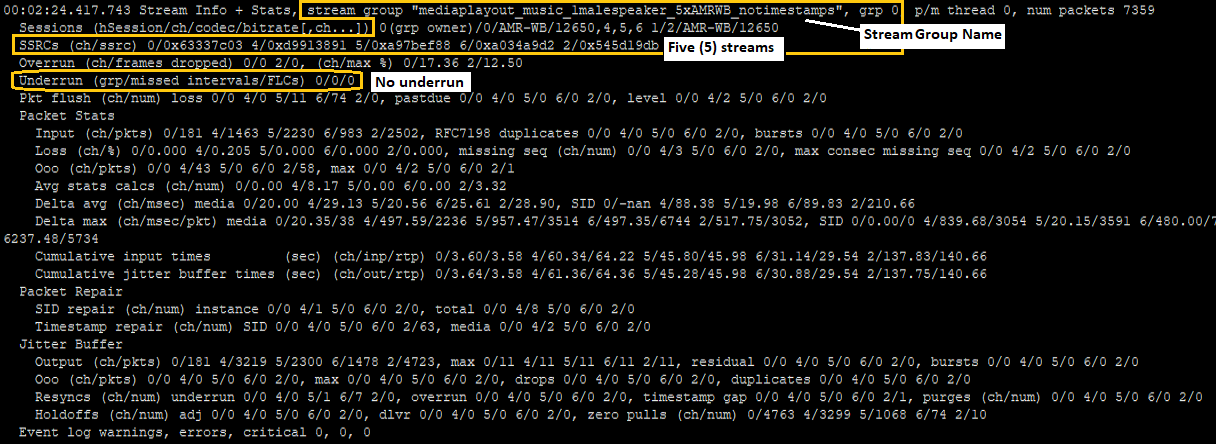 00:02:24.417.743 Stream Info + Stats, stream group "mediaplayout_music_1malespeaker_5xAMRWB_notimestamps", grp 0, p/m thread 0, num packets 7359
Sessions (hSession/ch/codec/bitrate[,ch...]) 0(grp owner)/0/AMR-WB/12650,4,5,6 1/2/AMR-WB/12650
Stream Group Name
SSRCs (ch/ssrc) 0/0x63337c03 4/0xd9913891 5/0xa97bef88 6/0xa034a9d2 2/0x545d19db
Five (5) streams
Overrun (ch/frames dropped) 0/0 2/0, (ch/max %) 0/17.36 2/12.50
Underrun (grp/missed intervals/FLCs) 0/0/0
No underrun
Pkt flush (ch/num) loss 0/0 4/0 5/11 6/74 2/0, pastdue 0/0 4/0 5/0 6/0 2/0, level 0/0 4/2 5/0 6/0 2/0
Packet Stats
Input (ch/pkts) 0/181 4/1463 5/2230 6/983 2/2502, RFC7198 duplicates 0/0 4/0 5/0 6/0 2/0, bursts 0/0 4/0 5/0 6/0 2/0
Loss (ch/%) 0/0.000 4/0.205 5/0.000 6/0.000 2/0.000, missing seq (ch/num) 0/0 4/3 5/0 6/0 2/0, max consec missing seq 0/0 4/2 5/0 6/0 2/0
Ooo (ch/pkts) 0/0 4/43 5/0 6/0 2/58, max 0/0 4/2 5/0 6/0 2/1
Avg stats calcs (ch/num) 0/0.00 4/8.17 5/0.00 6/0.00 2/3.32
Delta avg (ch/msec) media 0/20.00 4/29.13 5/20.56 6/25.61 2/28.90, SID 0/-nan 4/88.38 5/19.98 6/89.83 2/210.66
Delta max (ch/msec/pkt) media 0/20.35/38 4/497.59/2236 5/957.47/3514 6/497.35/6744 2/517.75/3052, SID 0/0.00/0 4/839.68/3054 5/20.15/3591 6/480.00/7
6237.48/5734
Cumulative input times (sec) (ch/inp/rtp) 0/3.60/3.58 4/60.34/64.22 5/45.80/45.98 6/31.14/29.54 2/137.83/140.66
Cumulative jitter buffer times (sec) (ch/out/rtp) 0/3.64/3.58 4/61.36/64.36 5/45.28/45.98 6/30.88/29.54 2/137.75/140.66
Packet Repair
SID repair (ch/num) instance 0/0 4/1 5/0 6/0 2/0, total 0/0 4/8 5/0 6/0 2/0
Timestamp repair (ch/num) SID 0/0 4/0 5/0 6/0 2/63, media 0/0 4/2 5/0 6/0 2/0
Jitter Buffer
Output (ch/pkts) 0/181 4/3219 5/2300 6/1478 2/4723, max 0/11 4/11 5/11 6/11 2/11, residual 0/0 4/0 5/0 6/0 2/0, bursts 0/0 4/0 5/0 6/0 2/0
Ooo (ch/pkts) 0/0 4/0 5/0 6/0 2/0, max 0/0 4/0 5/0 6/0 2/0, drops 0/0 4/0 5/0 6/0 2/0, duplicates 0/0 4/0 5/0 6/0 2/0
Resyncs (ch/num) underrun 0/0 4/0 5/1 6/7 2/0, overrun 0/0 4/0 5/0 6/0 2/0, timestamp gap 0/0 4/0 5/0 6/0 2/1, purges (ch/num) 0/0 4/0 5/0 6/0 2/0
Holdoffs (ch/num) adj 0/0 4/0 5/0 6/0 2/0, dlvr 0/0 4/0 5/0 6/0 2/0, zero pulls (ch/num) 0/4763 4/3299 5/1068 6/74 2/10
Event log warnings, errors, critical 0, 0, 0